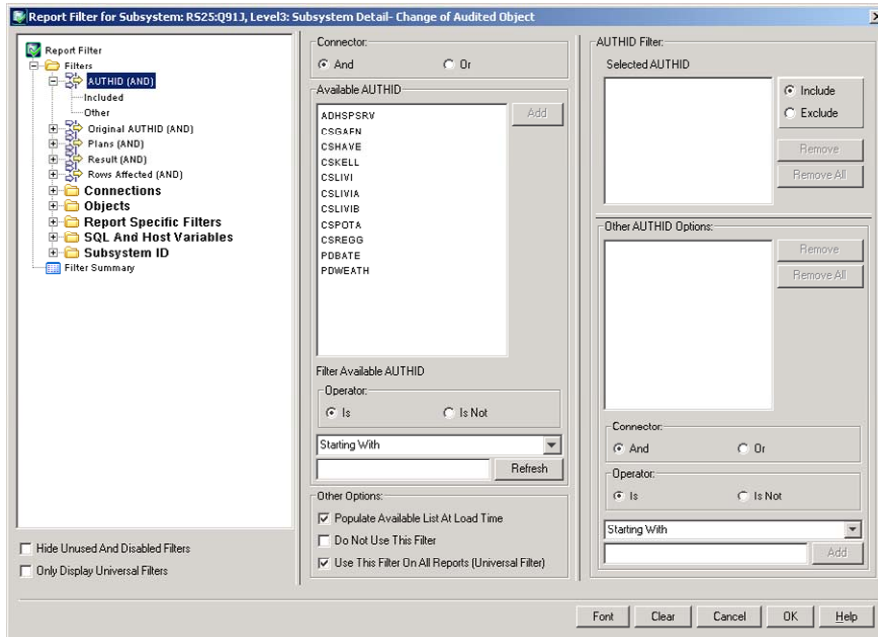 Report Filter for Subsystem: RS25:Q91J, Level3: Subsystem Detail- Change of Audited Object
Report Filter
Filters
AUTHID (AND)
Included
Other
Original AUTHID (AND)
Plans (AND)
Result (AND)
Rows Affected (AND)
Connections
Objects
Report Specific Filters
SQL And Host Variables
Subsystem ID
Filter Summary
Hide Unused And Disabled Filters
Only Display Universal Filters
Connector:
And
Or
Available AUTHID
ADHSPSRV
CSGAFN
CSHAVE
CSKELL
CSLIVI
CSLIVIA
CSLIVIB
CSPOTA
CSREGG
PDBATE
PDWEATH
Add
Filter Available AUTHID
Operator:
Is
Is Not
Starting With
Refresh
Other Options:
Populate Available List At Load Time
Do Not Use This Filter
Use This Filter On All Reports (Universal Filter)
AUTHID Filter:
Selected AUTHID
Include
Exclude
Remove
Remove All
Other AUTHID Options:
Remove
Remove All
Connector:
And
Or
Operator:
Is
Is Not
Starting With
Add
Font
Clear
Cancel
OK
Help